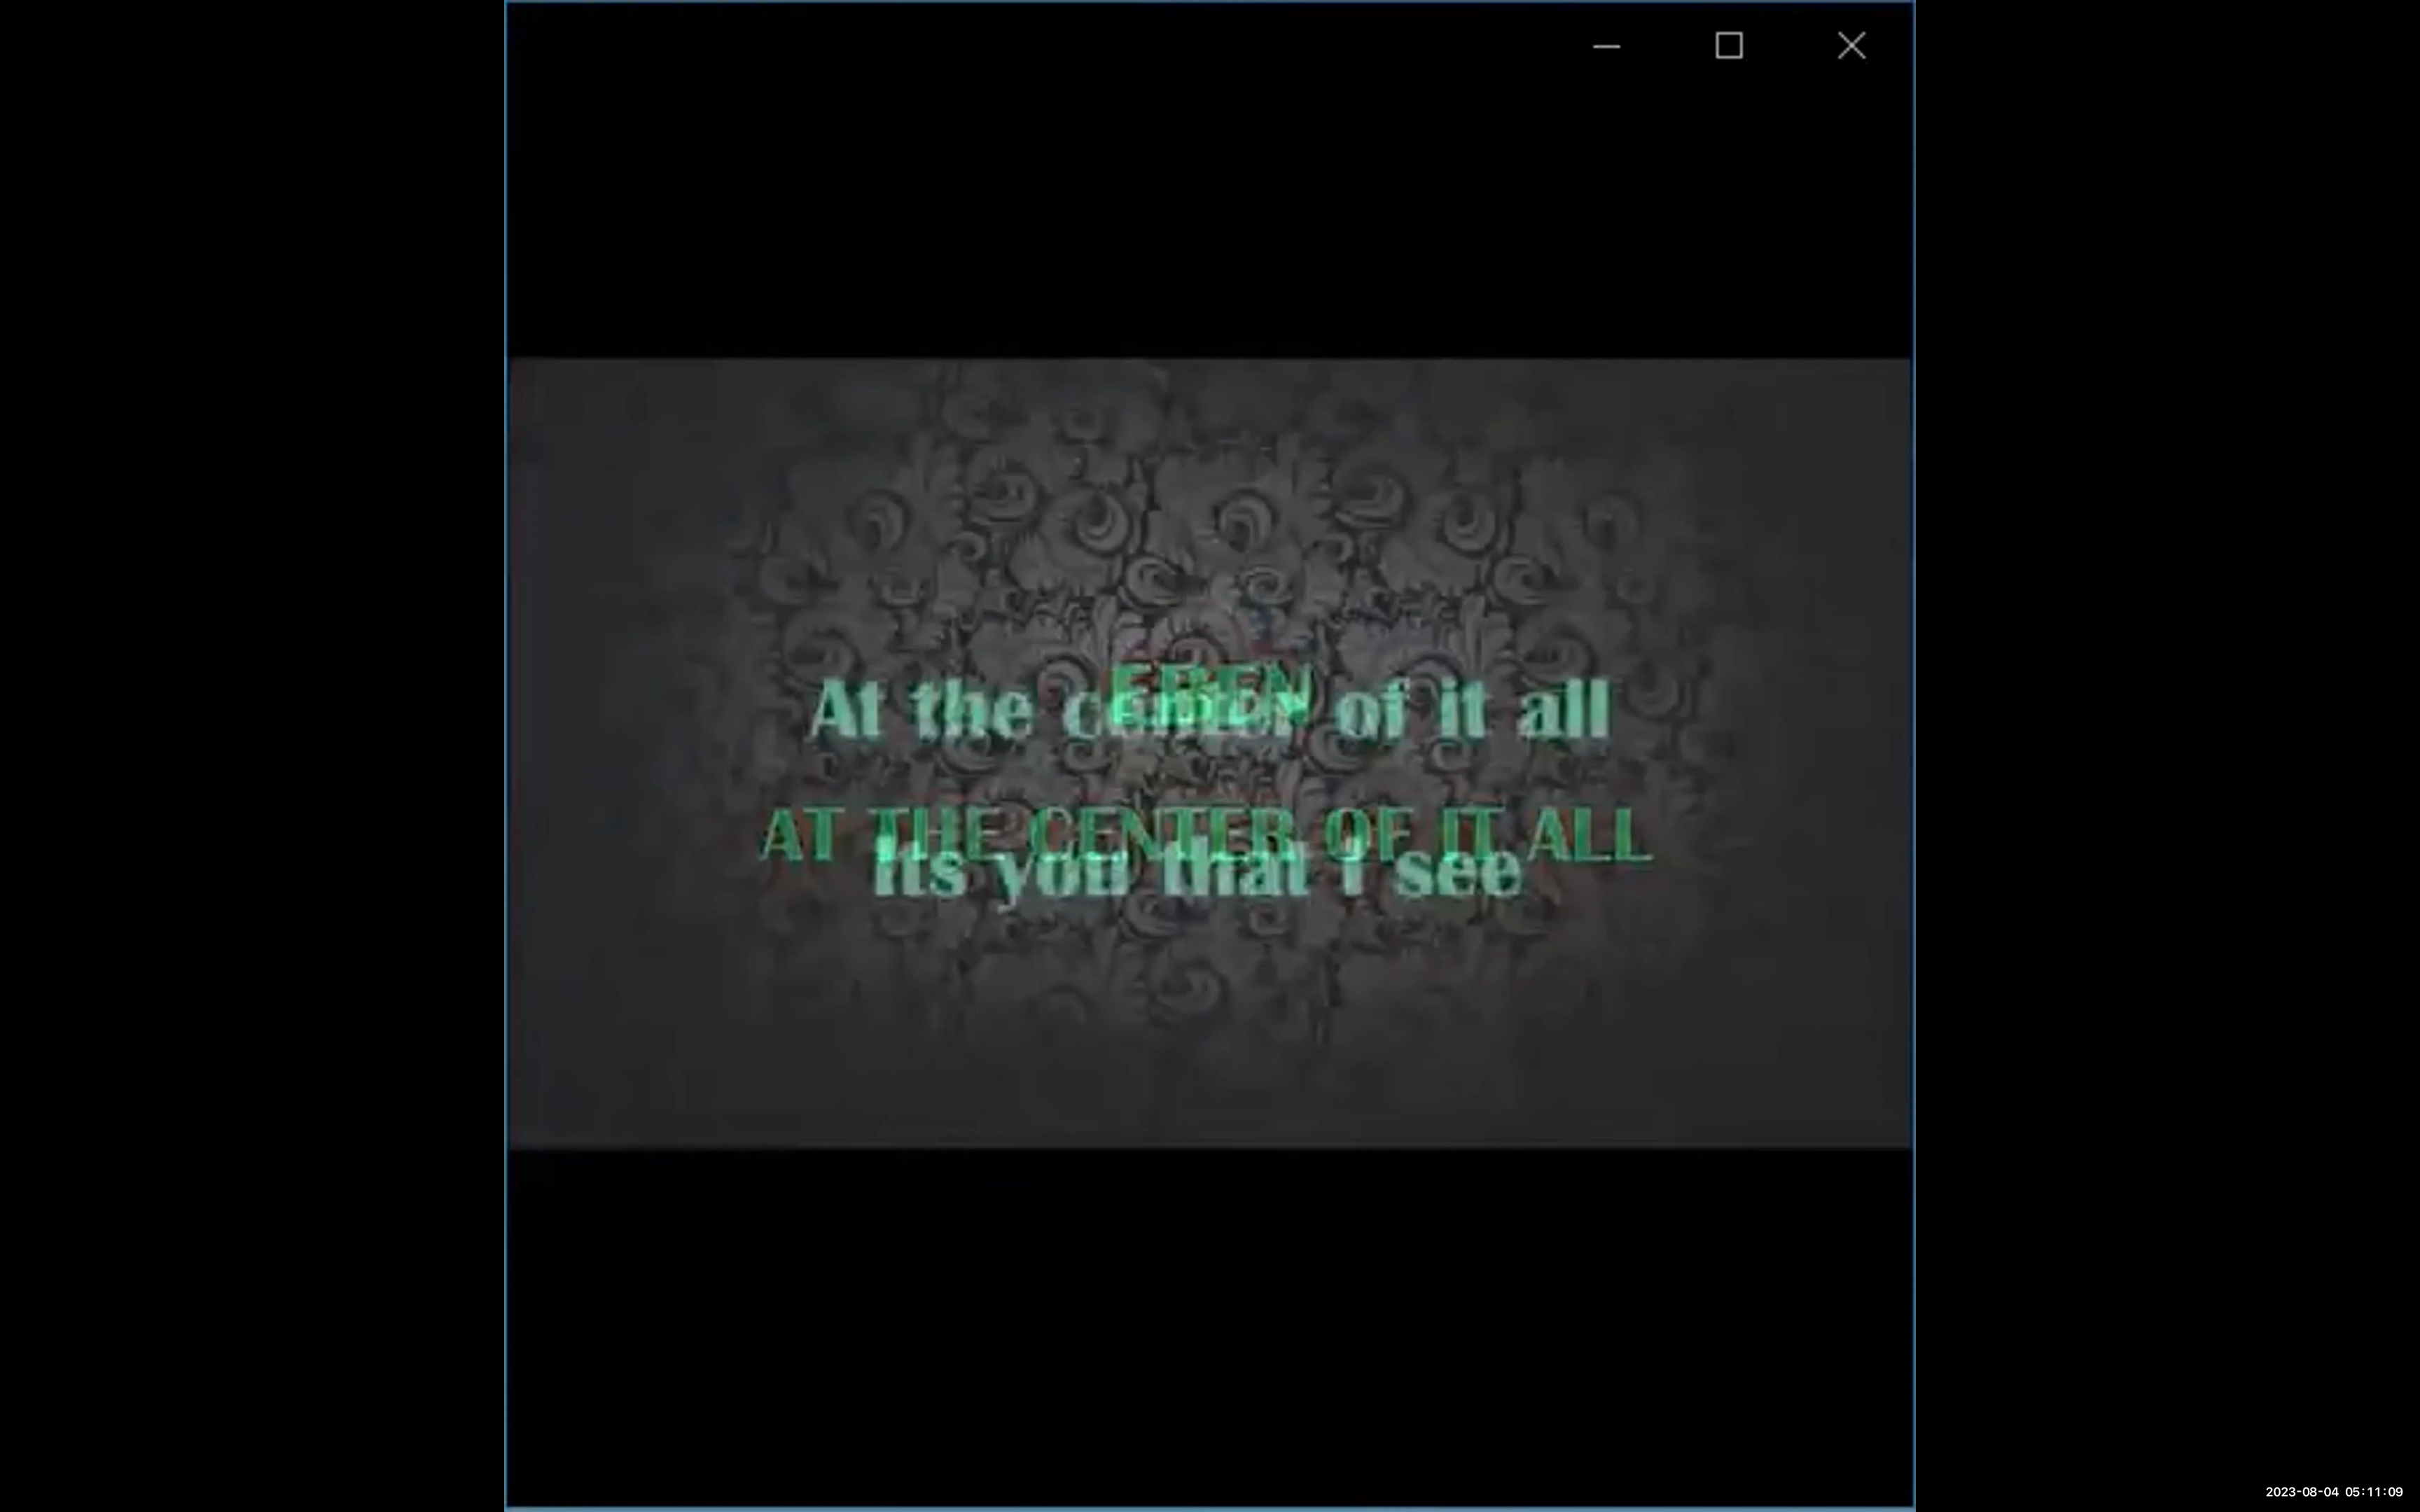 EBEN
At the center of it all
AT THE CENTER OF IT ALL
Its you that I see
2023-08-04 05:11:09